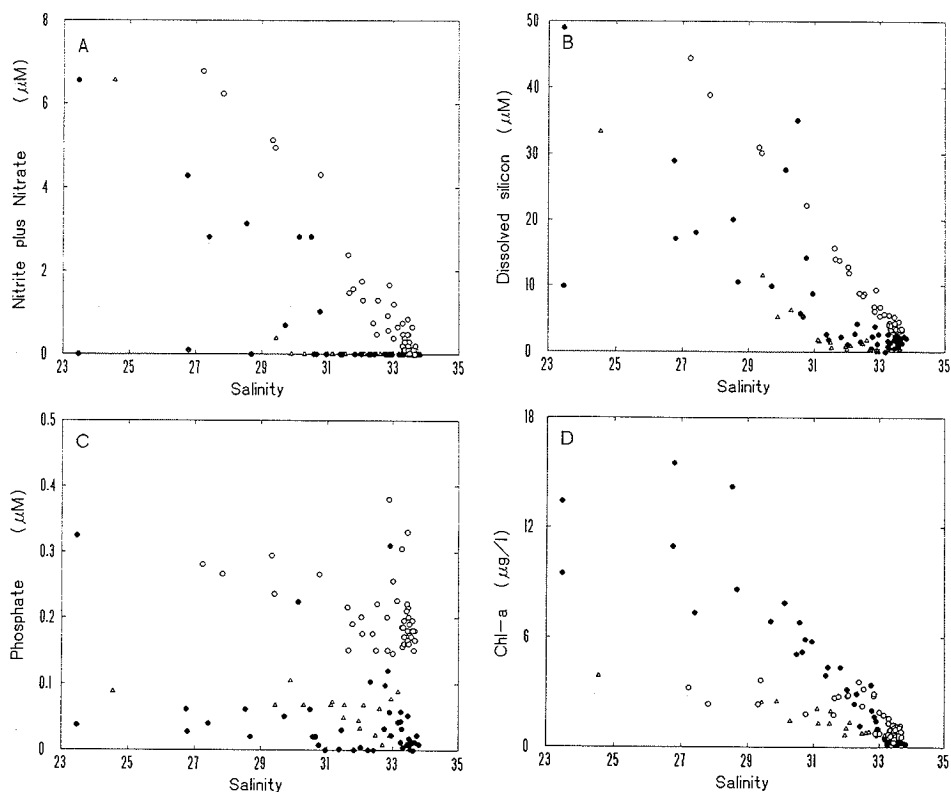 A
Nitrite plus Nitrate (μM)
8
6
4
2
0
23 25 27 29 31 33 35
Salinity
B
Dissolved silicon (μM)
50
40
30
20
10
0
23 25 27 29 31 33 35
Salinity
C
Phosphate (μM)
0.5
0.4
0.3
0.2
0.1
0
23 25 27 29 31 33 35
Salinity
D
Chl-a (μg/l)
18
12
6
0
23 25 27 29 31 33 35
Salinity